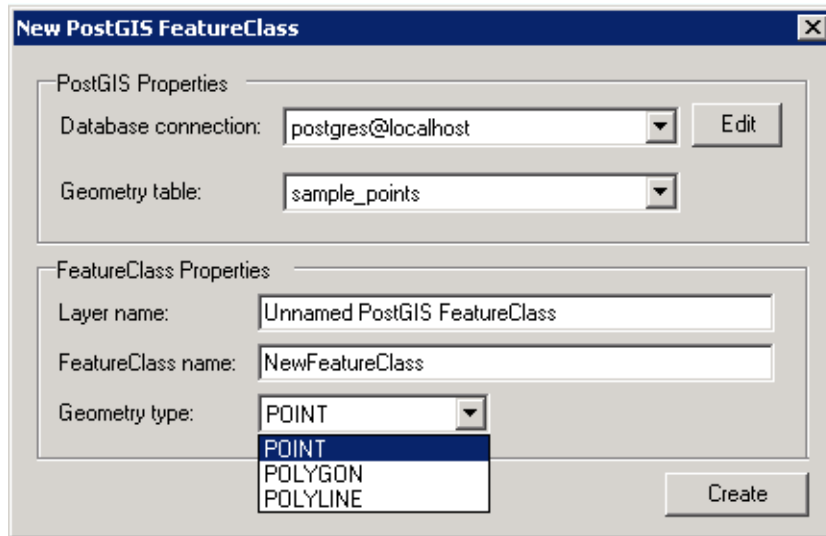 New PostGIS FeatureClass
PostGIS Properties
Database connection: postgres@localhost Edit
Geometry table: sample_points
FeatureClass Properties
Layer name: Unnamed PostGIS FeatureClass
FeatureClass name: NewFeatureClass
Geometry type: POINT
POINT
POLYGON
POLYLINE
Create